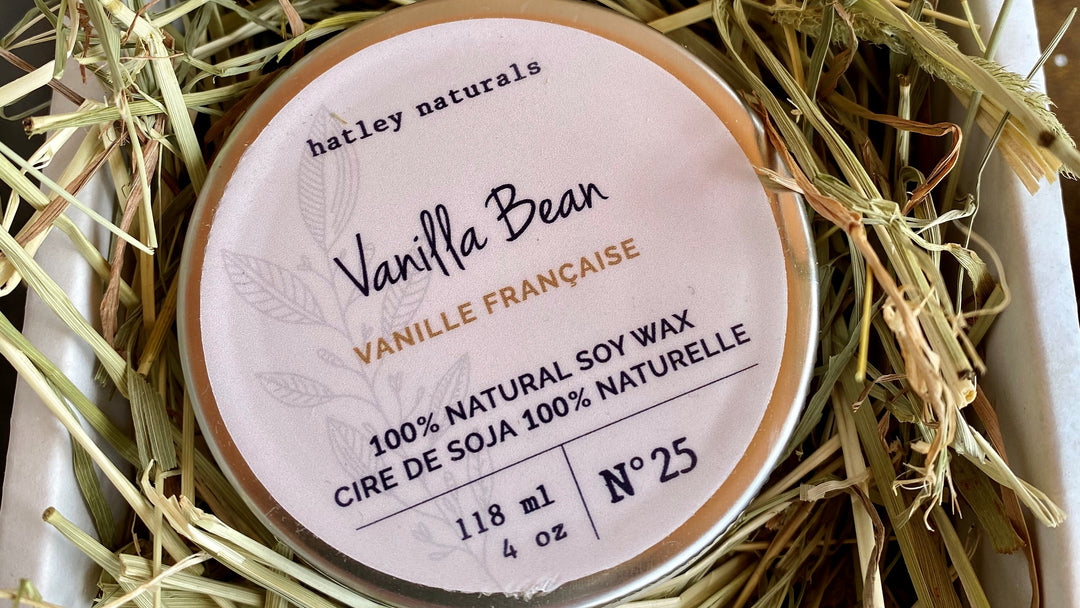 hatley naturals
Vanilla Bean
VANILLE FRANÇAISE
100% NATURAL SOY WAX
CIRE DE SOJA 100% NATURELLE
118 ml
4 oz
N° 25